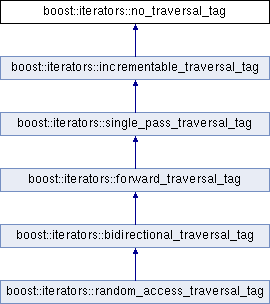 boost::iterators::no_traversal_tag
boost::iterators::incrementable_traversal_tag
boost::iterators::single_pass_traversal_tag
boost::iterators::forward_traversal_tag
boost::iterators::bidirectional_traversal_tag
boost::iterators::random_access_traversal_tag